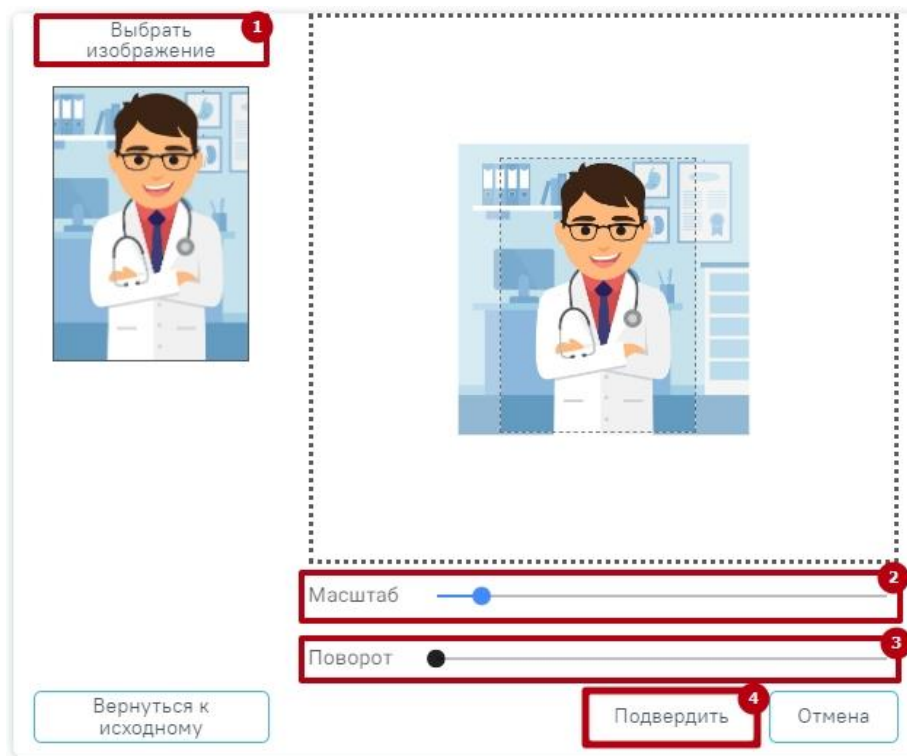 Выбрать
изображение
1
2
Масштаб
3
Поворот
4
Вернуться к
исходному
Подвердить
Отмена